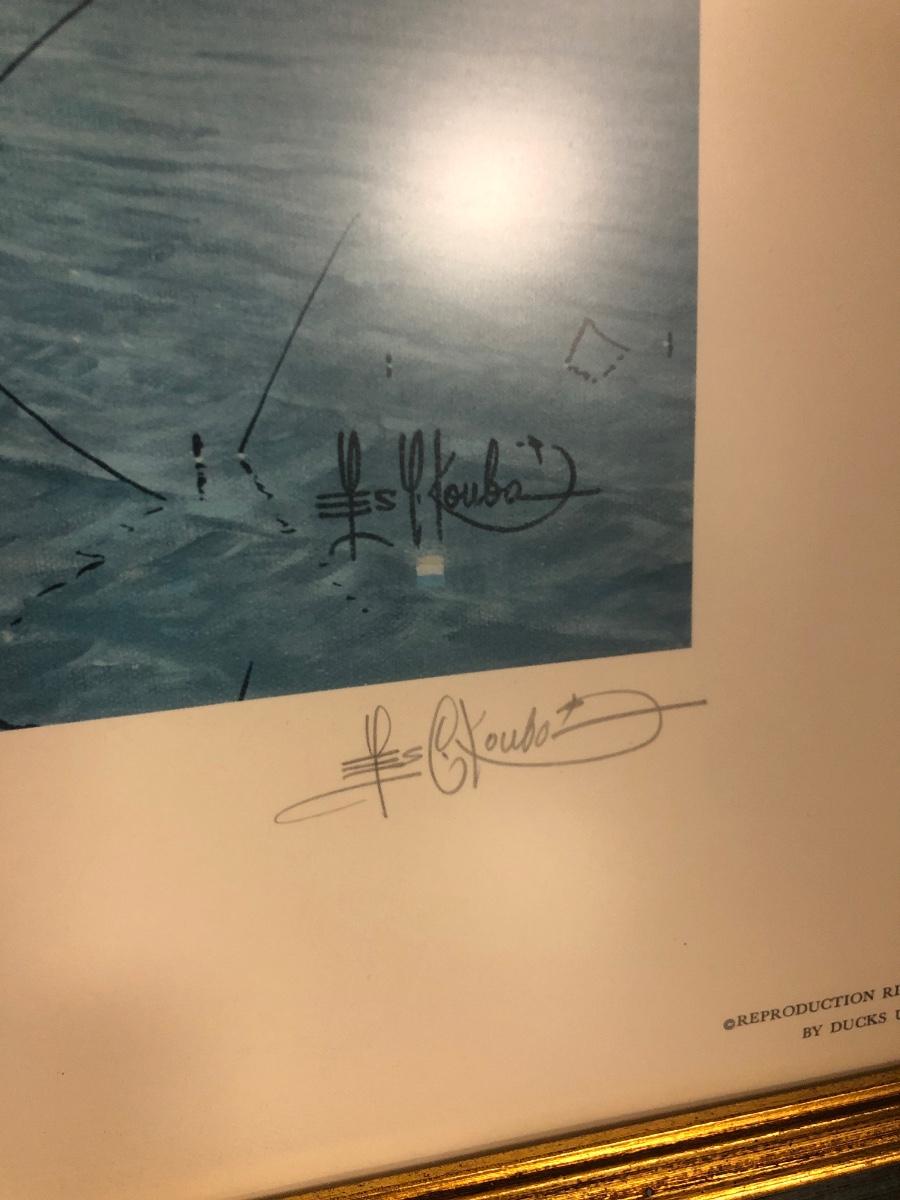 Les C. Kouba
Les C. Kouba
©REPRODUCTION RI
BY DUCKS U